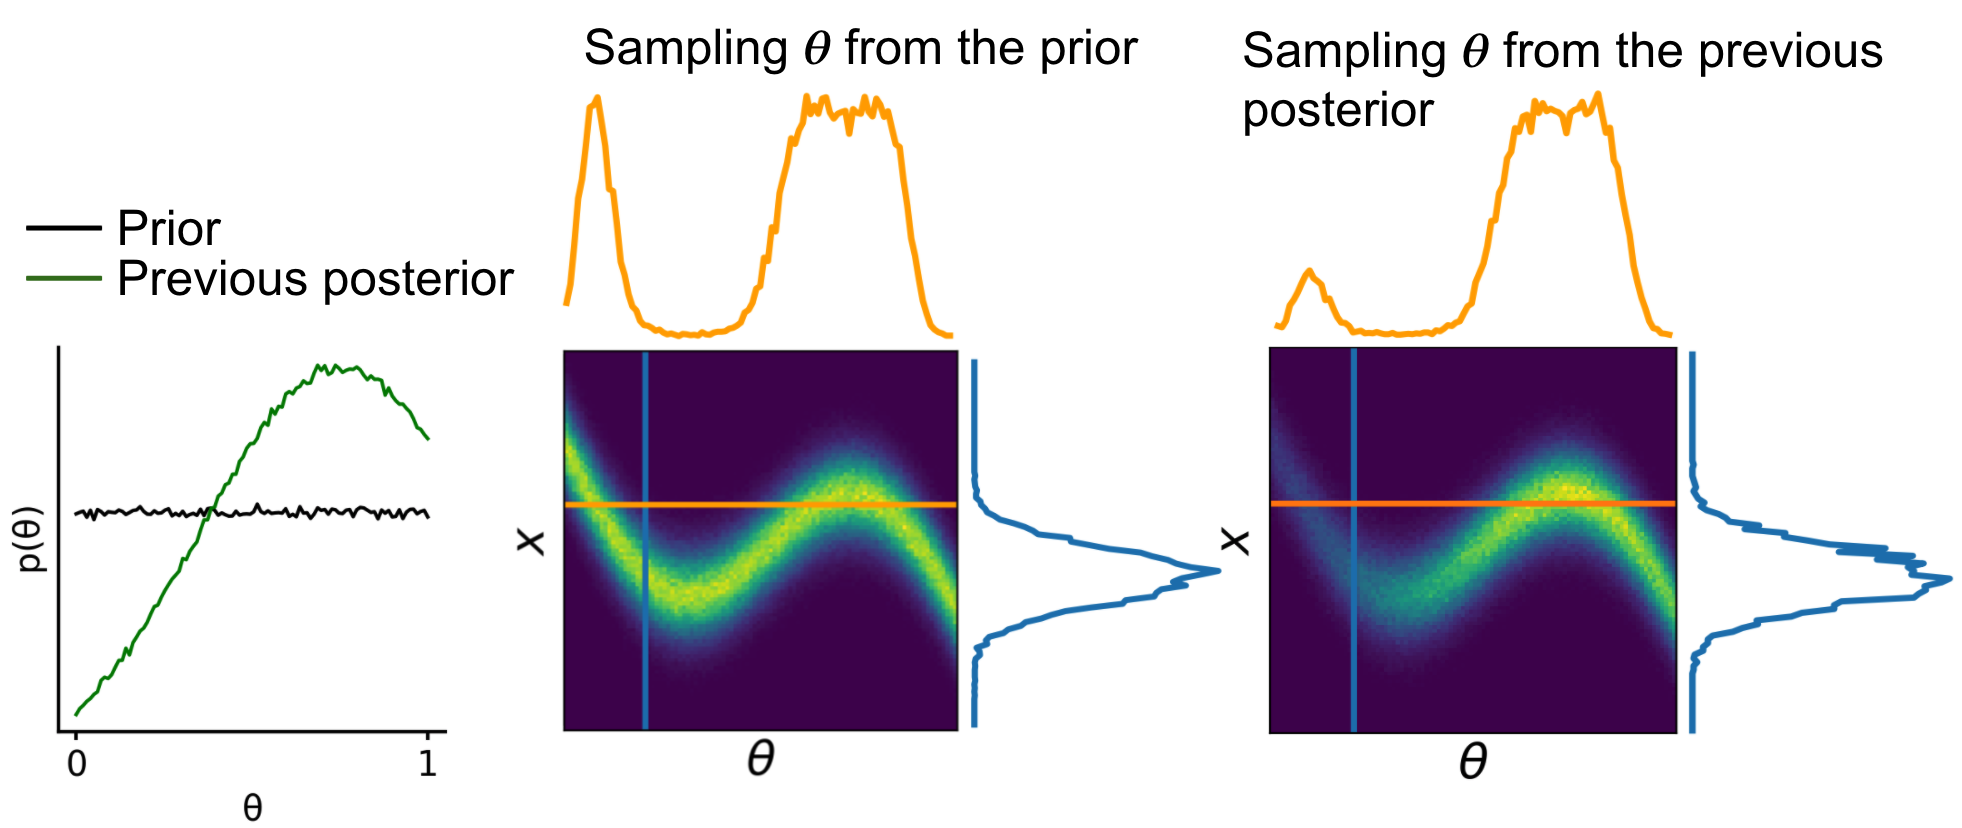 Sampling θ from the prior
Sampling θ from the previous
posterior
Prior
Previous posterior
p(θ)
0
1
θ
x
θ
x
θ